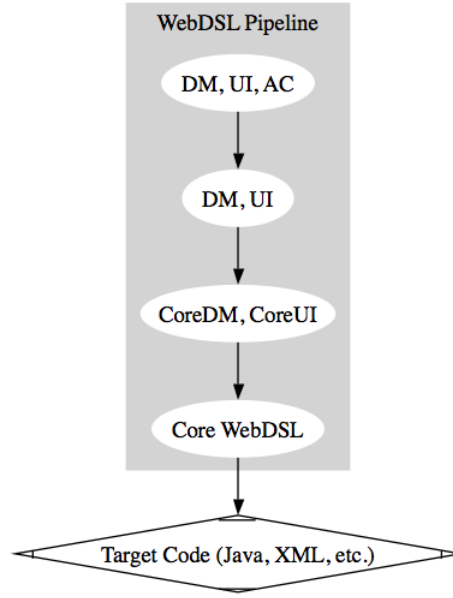 WebDSL Pipeline
DM, UI, AC
DM, UI
CoreDM, CoreUI
Core WebDSL
Target Code (Java, XML, etc.)